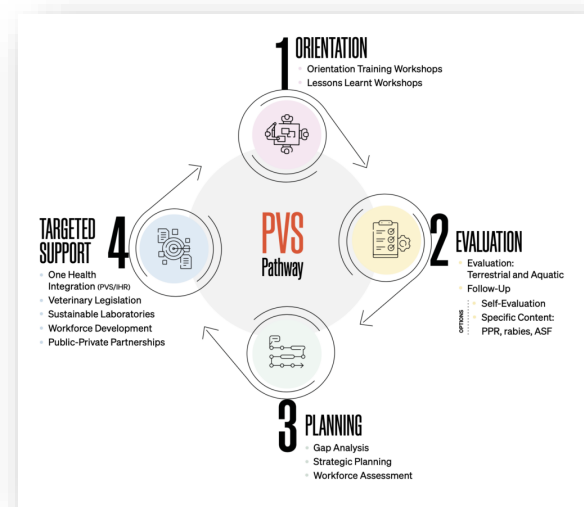 1 ORIENTATION
Orientation Training Workshops
Lessons Learnt Workshops
PVS
Pathway
2 EVALUATION
Evaluation:
Terrestrial and Aquatic
Follow-Up
OPTIONS
Self-Evaluation
Specific Content:
PPR, rabies, ASF
3 PLANNING
Gap Analysis
Strategic Planning
Workforce Assessment
TARGETED
SUPPORT 4
One Health
Integration (PVS/IHR)
Veterinary Legislation
Sustainable Laboratories
Workforce Development
Public-Private Partnerships